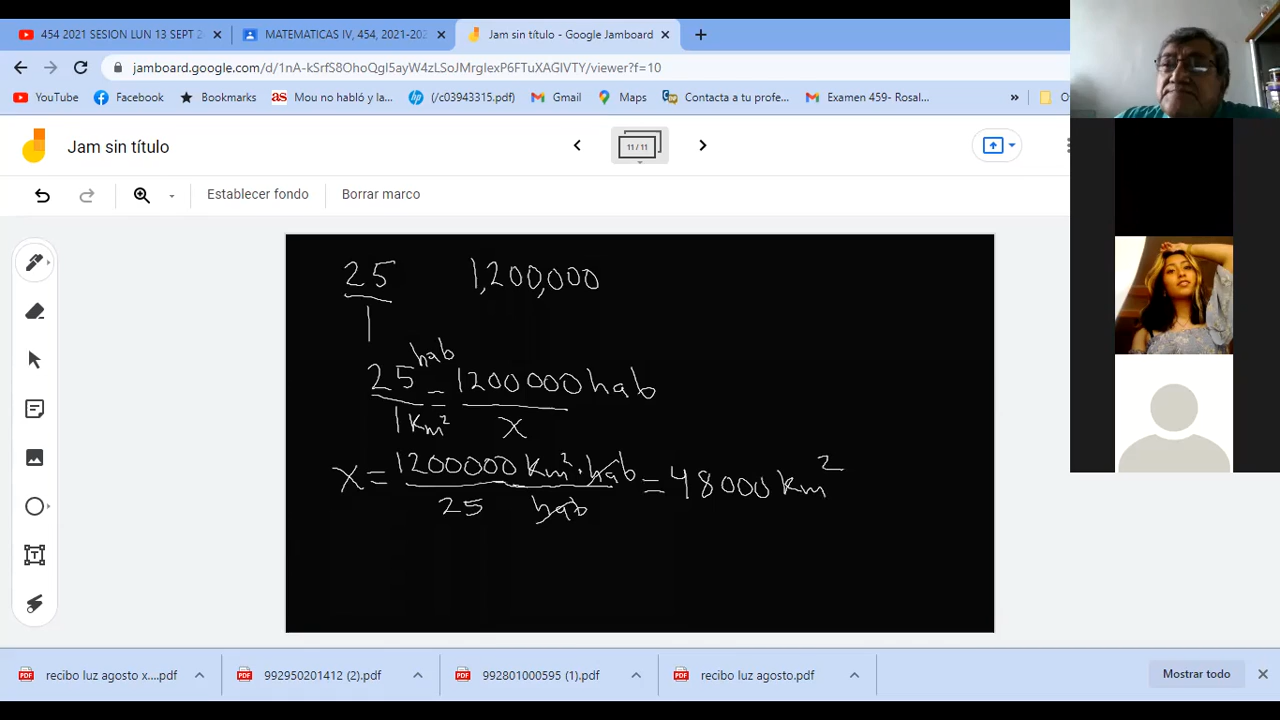 454 2021 SESION LUN 13 SEPT 2
MATEMATICAS IV, 454, 2021-202
Jam sin título - Google Jamboard
jamboard.google.com/d/1nA-kSrfS8OhoQgI5ayW4zLSoJMrgIexP6FTuXAGIVTY/viewer?f=10
YouTube
Facebook
Bookmarks
as
Mou no habló y la...
hp
(/c03943315.pdf)
Gmail
Maps
Contacta a tu profe...
Examen 459- Rosal...
»
Jam sin título
11 / 11
Establecer fondo
Borrar marco
25 1,200,000
1
25 hab = 1200000 hab
1 km² x
x = 1200000 km² · hab = 48000 km²
25 hab
recibo luz agosto x....pdf
992950201412 (2).pdf
992801000595 (1).pdf
recibo luz agosto.pdf
Mostrar todo